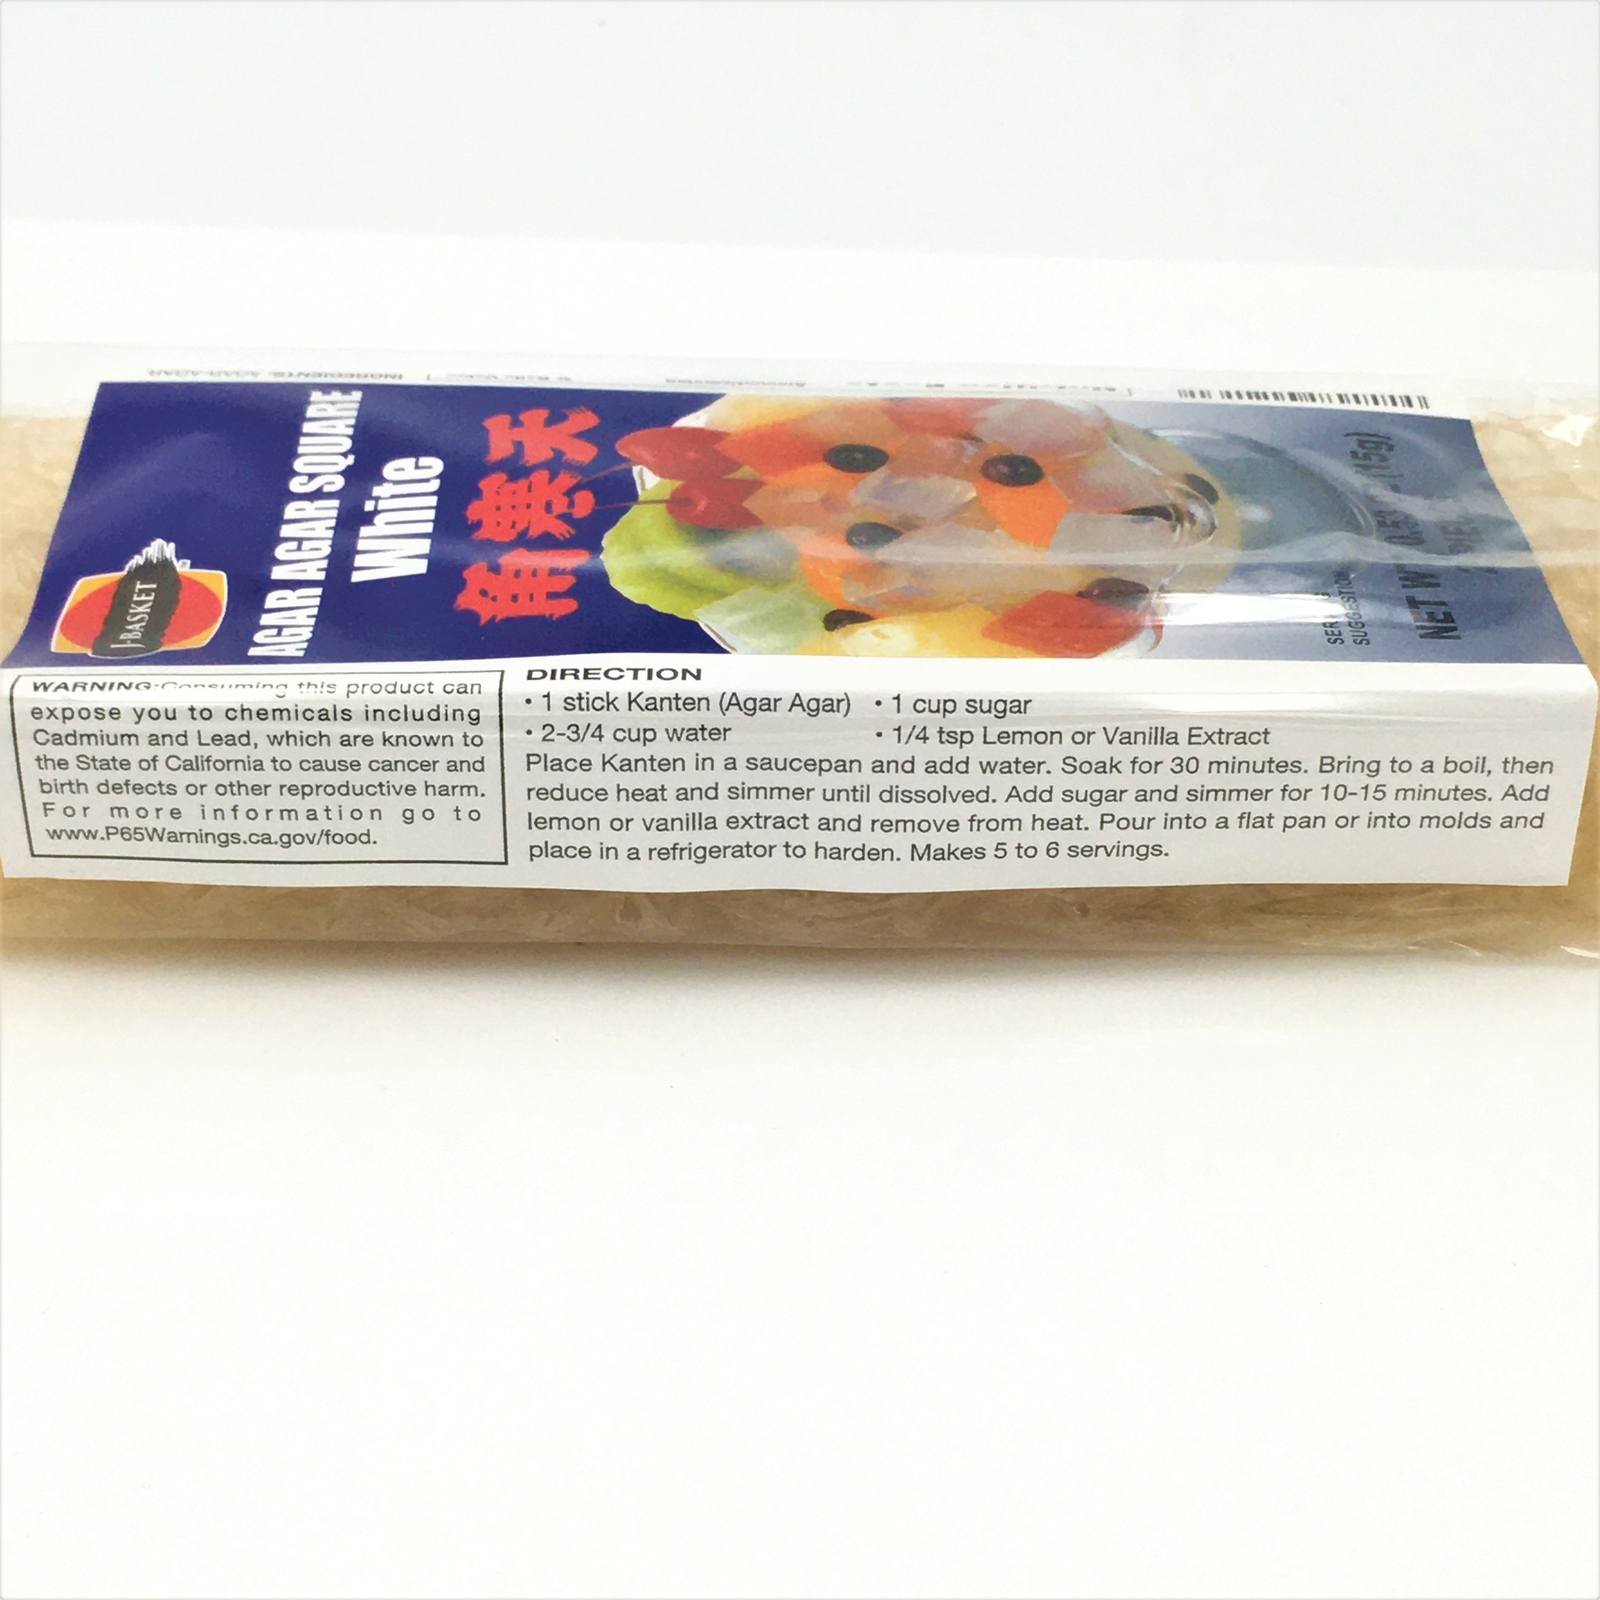 J-BASKET
AGAR AGAR SQUARE
White
角寒天
SUGGESTION
NET
(15g)
WARNING: Consuming this product can
expose you to chemicals including
Cadmium and Lead, which are known to
the State of California to cause cancer and
birth defects or other reproductive harm.
For more information go to
www.P65Warnings.ca.gov/food.
DIRECTION
• 1 stick Kanten (Agar Agar) • 1 cup sugar
• 2-3/4 cup water • 1/4 tsp Lemon or Vanilla Extract
Place Kanten in a saucepan and add water. Soak for 30 minutes. Bring to a boil, then
reduce heat and simmer until dissolved. Add sugar and simmer for 10-15 minutes. Add
lemon or vanilla extract and remove from heat. Pour into a flat pan or into molds and
place in a refrigerator to harden. Makes 5 to 6 servings.